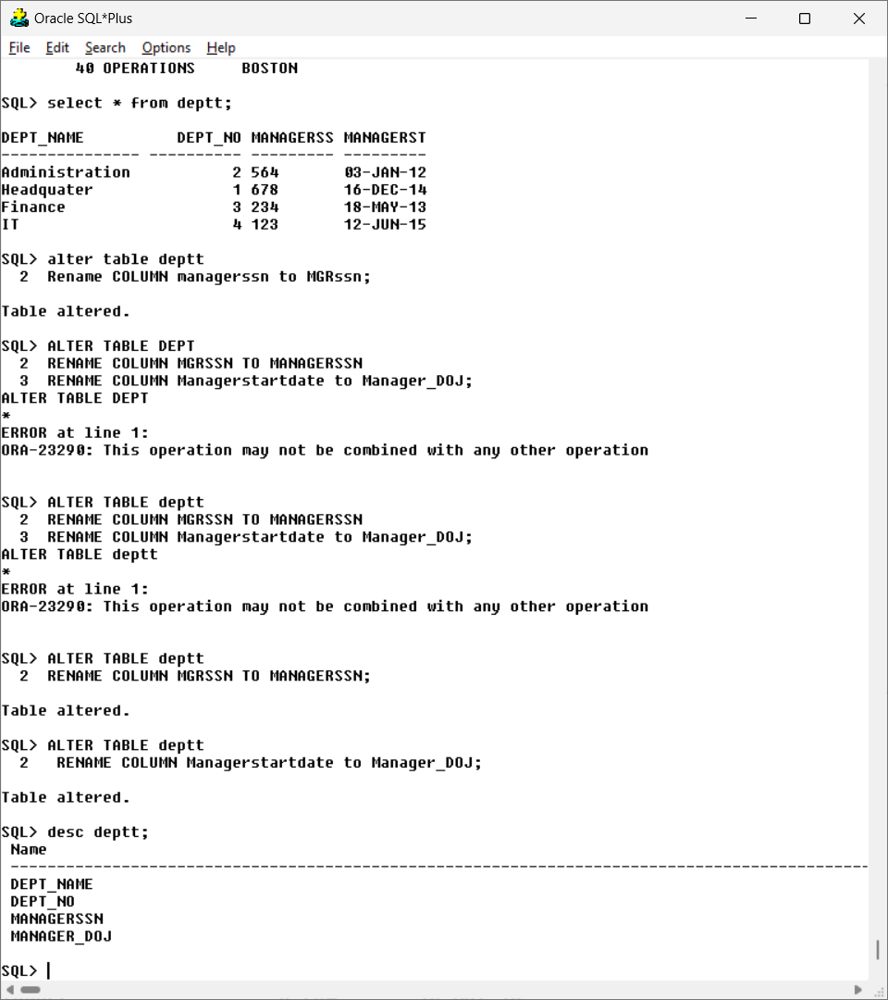 Oracle SQL*Plus
File Edit Search Options Help
        40 OPERATIONS     BOSTON
SQL> select * from deptt;
DEPT_NAME          DEPT_NO MANAGERSS MANAGERST
--------------- ---------- --------- ---------
Administration           2 564       03-JAN-12
Headquater               1 678       16-DEC-14
Finance                  3 234       18-MAY-13
IT                       4 123       12-JUN-15
SQL> alter table deptt
  2  Rename COLUMN managerssn to MGRssn;
Table altered.
SQL> ALTER TABLE DEPT
  2  RENAME COLUMN MGRSSN TO MANAGERSSN
  3  RENAME COLUMN Managerstartdate to Manager_DOJ;
ALTER TABLE DEPT
*
ERROR at line 1:
ORA-23290: This operation may not be combined with any other operation
SQL> ALTER TABLE deptt
  2  RENAME COLUMN MGRSSN TO MANAGERSSN
  3  RENAME COLUMN Managerstartdate to Manager_DOJ;
ALTER TABLE deptt
*
ERROR at line 1:
ORA-23290: This operation may not be combined with any other operation
SQL> ALTER TABLE deptt
  2  RENAME COLUMN MGRSSN TO MANAGERSSN;
Table altered.
SQL> ALTER TABLE deptt
  2   RENAME COLUMN Managerstartdate to Manager_DOJ;
Table altered.
SQL> desc deptt;
 Name
 ---------------------------------------------------------------------------------------------
 DEPT_NAME
 DEPT_NO
 MANAGERSSN
 MANAGER_DOJ
SQL>